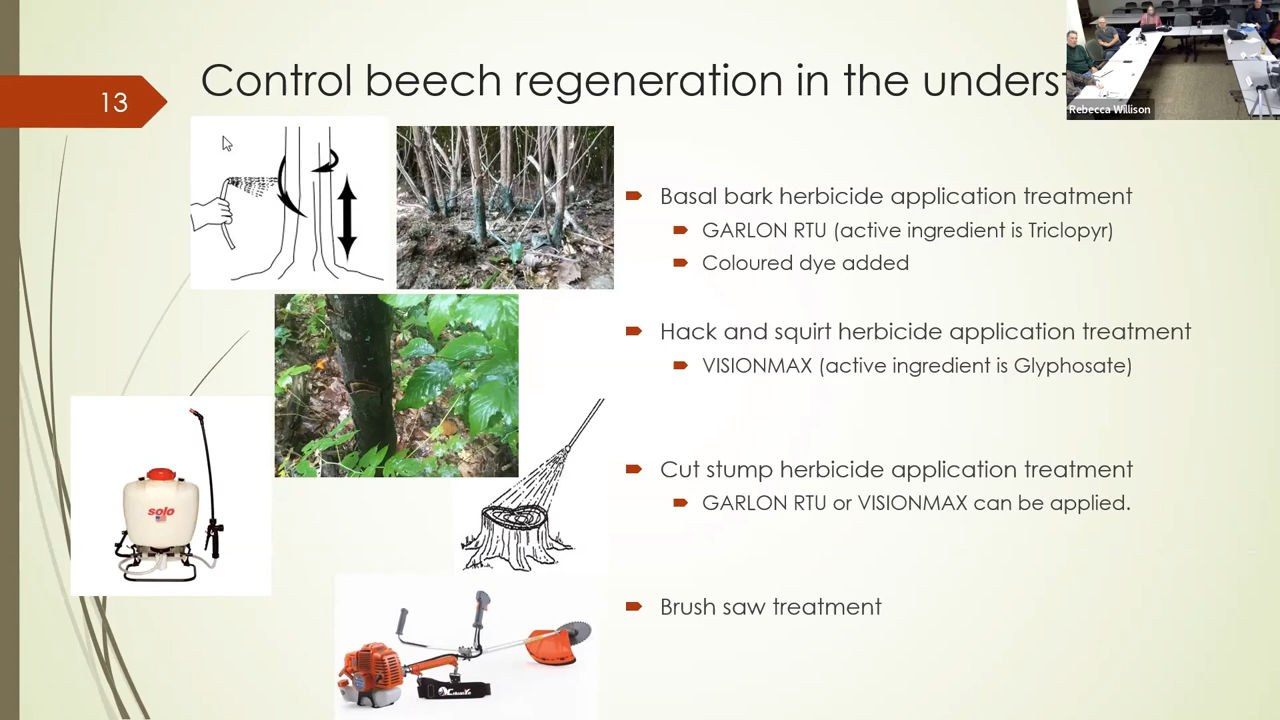 13
Control beech regeneration in the underst
Rebecca Willison
Basal bark herbicide application treatment
GARLON RTU (active ingredient is Triclopyr)
Coloured dye added
Hack and squirt herbicide application treatment
VISIONMAX (active ingredient is Glyphosate)
Cut stump herbicide application treatment
GARLON RTU or VISIONMAX can be applied.
Brush saw treatment
solo